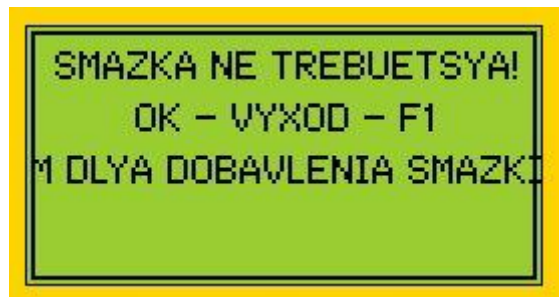 SMAZKA NE TREBUETSYA!
OK - VYXOD - F1
M DLYA DOBAVLENIA SMAZKI